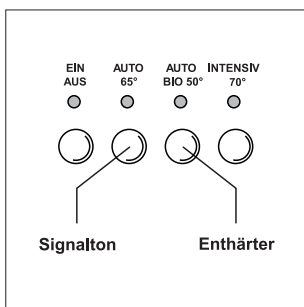 EIN AUTO AUTO INTENSIV
AUS 65° BIO 50° 70°
Signalton Enthärter